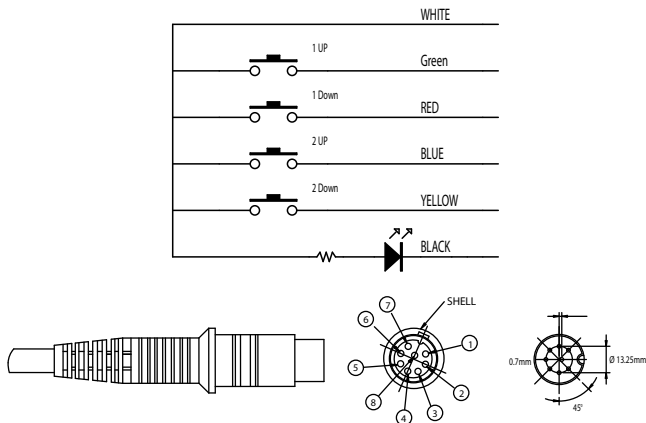 WHITE
1 UP
Green
1 Down
RED
2 UP
BLUE
2 Down
YELLOW
BLACK
7
SHELL
6
1
5
2
8
3
4
0.7mm
Ø 13.25mm
45°